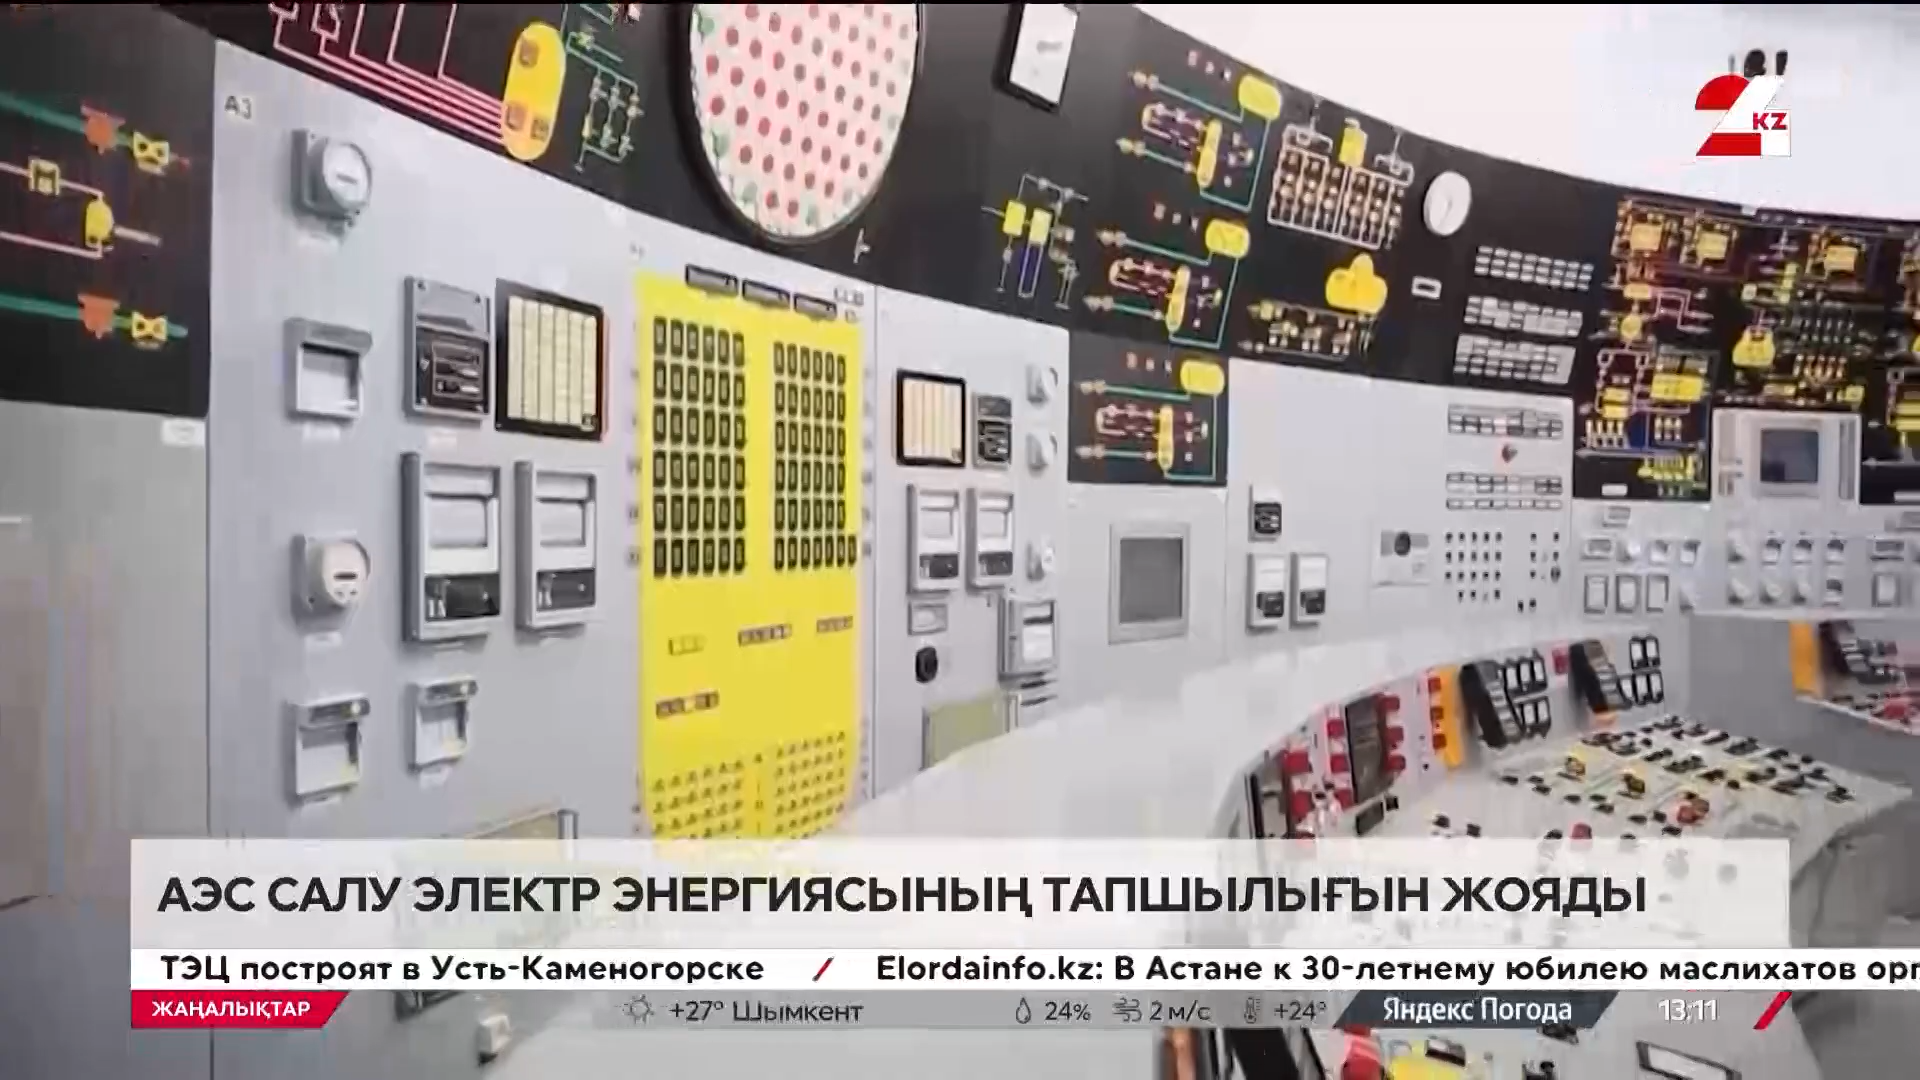 A3
24
KZ
АЭС САЛУ ЭЛЕКТР ЭНЕРГИЯСЫНЫҢ ТАПШЫЛЫҒЫН ЖОЯДЫ
ТЭЦ построят в Усть-Каменогорске / Elordainfo.kz: В Астане к 30-летнему юбилею маслихатов орг
ЖАҢАЛЫҚТАР +27° Шымкент 24% 2 м/с +24° Яндекс Погода 13:11